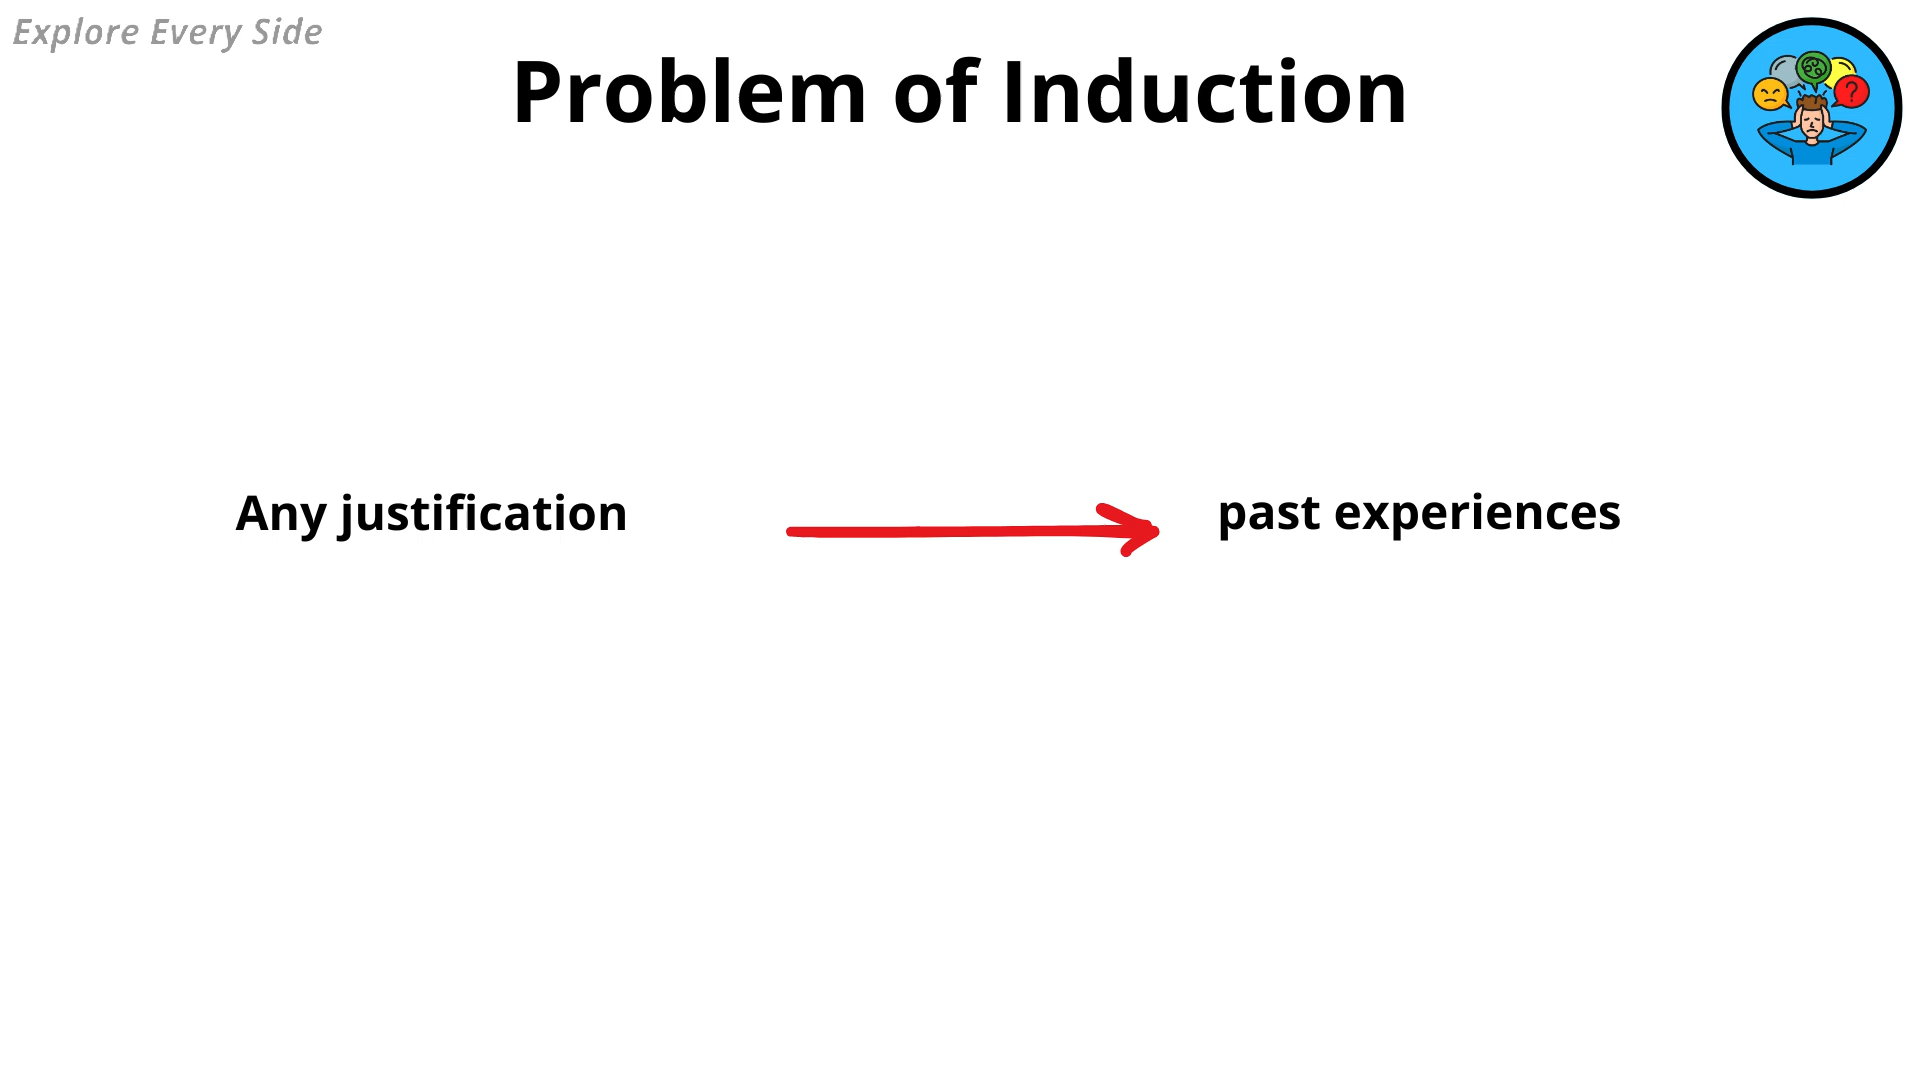 Explore Every Side
Problem of Induction
Any justification
past experiences